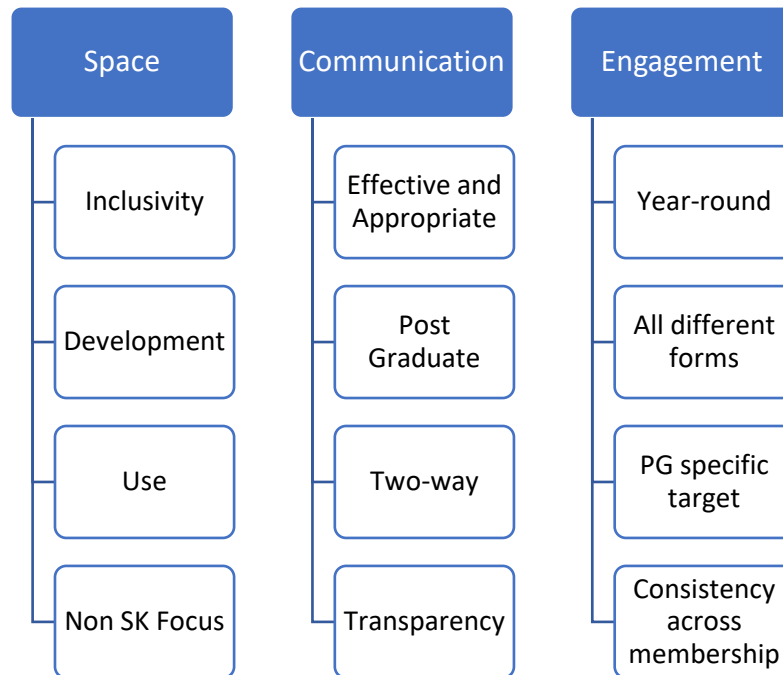 Space
Inclusivity
Development
Use
Non SK Focus
Communication
Effective and
Appropriate
Post
Graduate
Two-way
Transparency
Engagement
Year-round
All different
forms
PG specific
target
Consistency
across
membership